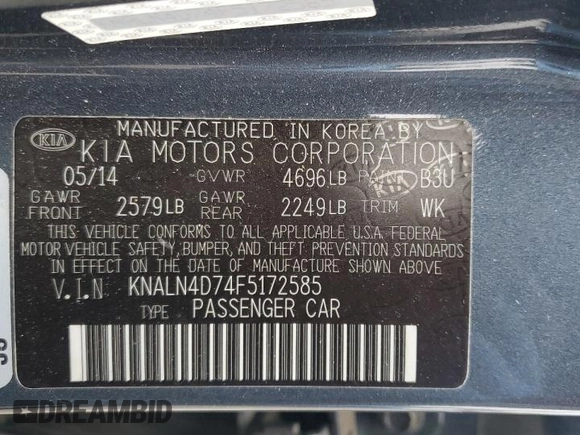 MANUFACTURED IN KOREA BY
KIA KIA MOTORS CORPORATION
05/14 GVWR 4696LB PAINT B3U
KIA
GAWR FRONT 2579LB GAWR REAR 2249LB TRIM WK
THIS VEHICLE CONFORMS TO ALL APPLICABLE U.S.A. FEDERAL
MOTOR VEHICLE SAFETY, BUMPER, AND THEFT PREVENTION STANDARDS
IN EFFECT ON THE DATE OF MANUFACTURE SHOWN ABOVE.
V.I.N KNALN4D74F5172585
TYPE PASSENGER CAR
DREAMBID